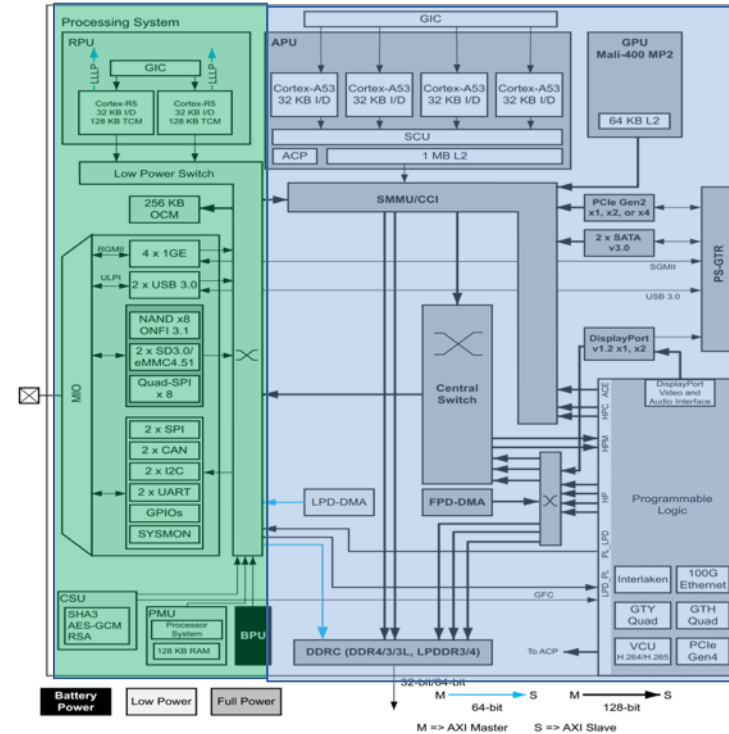 Processing System
RPU
LLLP
LLLP
GIC
Cortex-R5
32 KB I/D
128 KB TCM
Cortex-R5
32 KB I/D
128 KB TCM
Low Power Switch
256 KB
OCM
RGMII
4 x 1GE
ULPI
2 x USB 3.0
NAND x8
ONFI 3.1
2 x SD3.0/
eMMC4.51
Quad-SPI
x 8
MIO
2 x SPI
2 x CAN
2 x I2C
2 x UART
GPIOs
SYSMON
CSU
SHA3
AES-GCM
RSA
PMU
Processor
System
128 KB RAM
BPU
GIC
APU
Cortex-A53
32 KB I/D
Cortex-A53
32 KB I/D
Cortex-A53
32 KB I/D
Cortex-A53
32 KB I/D
SCU
ACP
1 MB L2
GPU
Mali-400 MP2
64 KB L2
SMMU/CCI
PCIe Gen2
x1, x2, or x4
2 x SATA
v3.0
SGMII
USB 3.0
PS-GTR
DisplayPort
v1.2 x1, x2
DisplayPort
Video and
Audio Interface
Central
Switch
ACE
HPC
HPM
HP
PL_LPD
LPD_PL
LPD-DMA
FPD-DMA
Programmable
Logic
GFC
Interlaken
100G
Ethernet
GTY
Quad
GTH
Quad
VCU
H.264/H.265
PCIe
Gen4
To ACP
DDRC (DDR4/3/3L, LPDDR3/4)
32-bit/64-bit
Battery
Power
Low Power
Full Power
M
S
64-bit
M
S
128-bit
M => AXI Master
S => AXI Slave